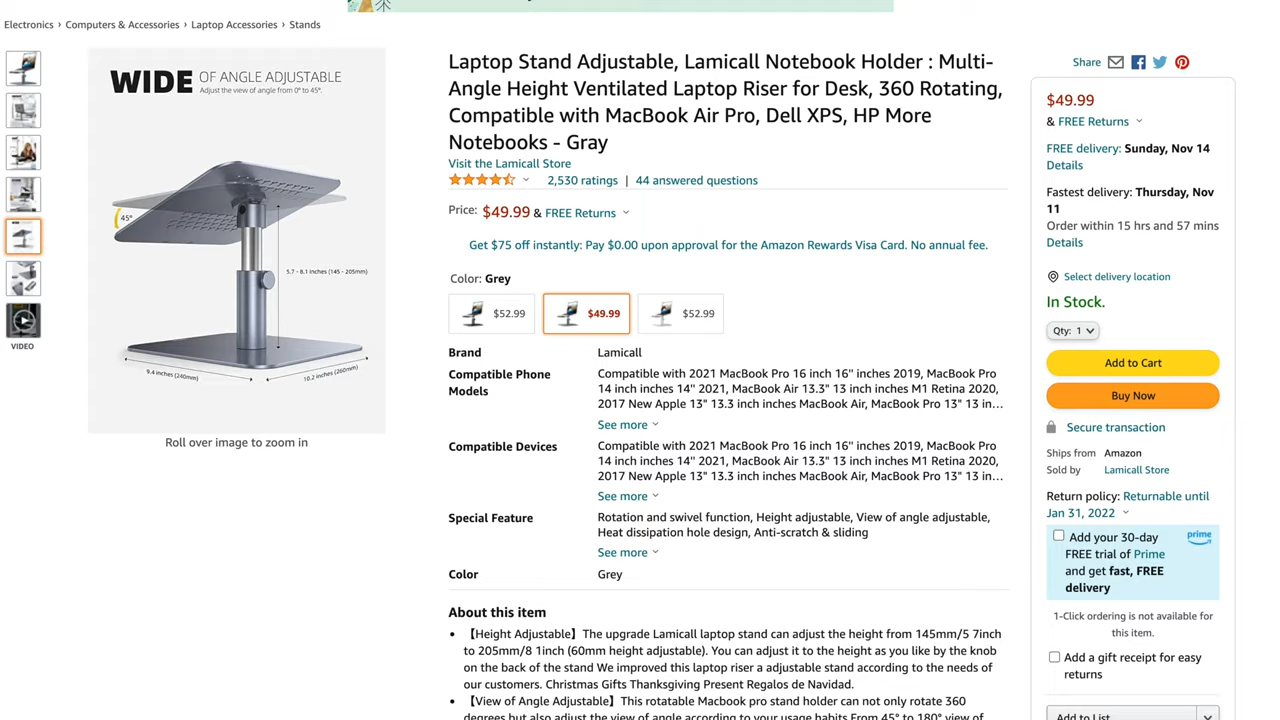 Electronics › Computers & Accessories › Laptop Accessories › Stands
WIDE OF ANGLE ADJUSTABLE
Adjust the view of angle from 0° to 45°.
45°
5.7 - 8.1 inches (145 - 205mm)
9.4 inches (240mm)
10.2 inches (260mm)
VIDEO
Roll over image to zoom in
Laptop Stand Adjustable, Lamicall Notebook Holder : Multi-
Angle Height Ventilated Laptop Riser for Desk, 360 Rotating,
Compatible with MacBook Air Pro, Dell XPS, HP More
Notebooks - Gray
Visit the Lamicall Store
2,530 ratings | 44 answered questions
Price: $49.99 & FREE Returns
Get $75 off instantly: Pay $0.00 upon approval for the Amazon Rewards Visa Card. No annual fee.
Color: Grey
$52.99 $49.99 $52.99
Brand Lamicall
Compatible Phone Models Compatible with 2021 MacBook Pro 16 inch 16'' inches 2019, MacBook Pro
14 inch inches 14'' 2021, MacBook Air 13.3" 13 inch inches M1 Retina 2020,
2017 New Apple 13" 13.3 inch inches MacBook Air, MacBook Pro 13" 13 in...
See more
Compatible Devices Compatible with 2021 MacBook Pro 16 inch 16'' inches 2019, MacBook Pro
14 inch inches 14'' 2021, MacBook Air 13.3" 13 inch inches M1 Retina 2020,
2017 New Apple 13" 13.3 inch inches MacBook Air, MacBook Pro 13" 13 in...
See more
Special Feature Rotation and swivel function, Height adjustable, View of angle adjustable,
Heat dissipation hole design, Anti-scratch & sliding
See more
Color Grey
About this item
• 【Height Adjustable】The upgrade Lamicall laptop stand can adjust the height from 145mm/5 7inch
to 205mm/8 1inch (60mm height adjustable). You can adjust it to the height as you like by the knob
on the back of the stand We improved this laptop riser a adjustable stand according to the needs of
our customers. Christmas Gifts Thanksgiving Present Regalos de Navidad.
• 【View of Angle Adjustable】This rotatable Macbook pro stand holder can not only rotate 360
degrees but also adjust the view of angle according to your usage habits From 45° to 180° view of
Share
$49.99
& FREE Returns
FREE delivery: Sunday, Nov 14
Details
Fastest delivery: Thursday, Nov
11
Order within 15 hrs and 57 mins
Details
Select delivery location
In Stock.
Qty: 1
Add to Cart
Buy Now
Secure transaction
Ships from Amazon
Sold by Lamicall Store
Return policy: Returnable until
Jan 31, 2022
Add your 30-day
FREE trial of Prime
and get fast, FREE
delivery
prime
1-Click ordering is not available for
this item.
Add a gift receipt for easy
returns
Add to List